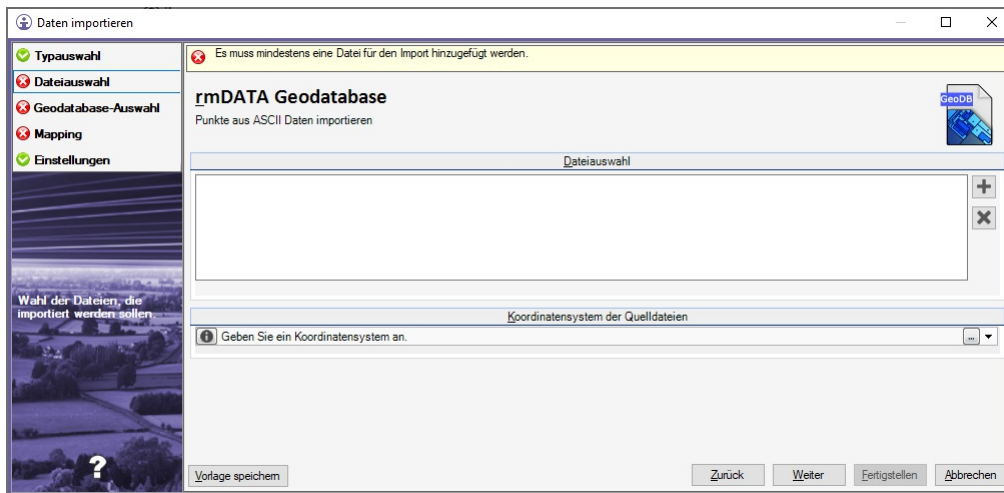 Daten importieren
Typauswahl
Dateiauswahl
Geodatabase-Auswahl
Mapping
Einstellungen
Wahl der Dateien, die
importiert werden sollen.
?
Es muss mindestens eine Datei für den Import hinzugefügt werden.
rmDATA Geodatabase
Punkte aus ASCII Daten importieren
GeoDB
Dateiauswahl
Koordinatensystem der Quelldateien
Geben Sie ein Koordinatensystem an.
...
Vorlage speichern
Zurück
Weiter
Fertigstellen
Abbrechen